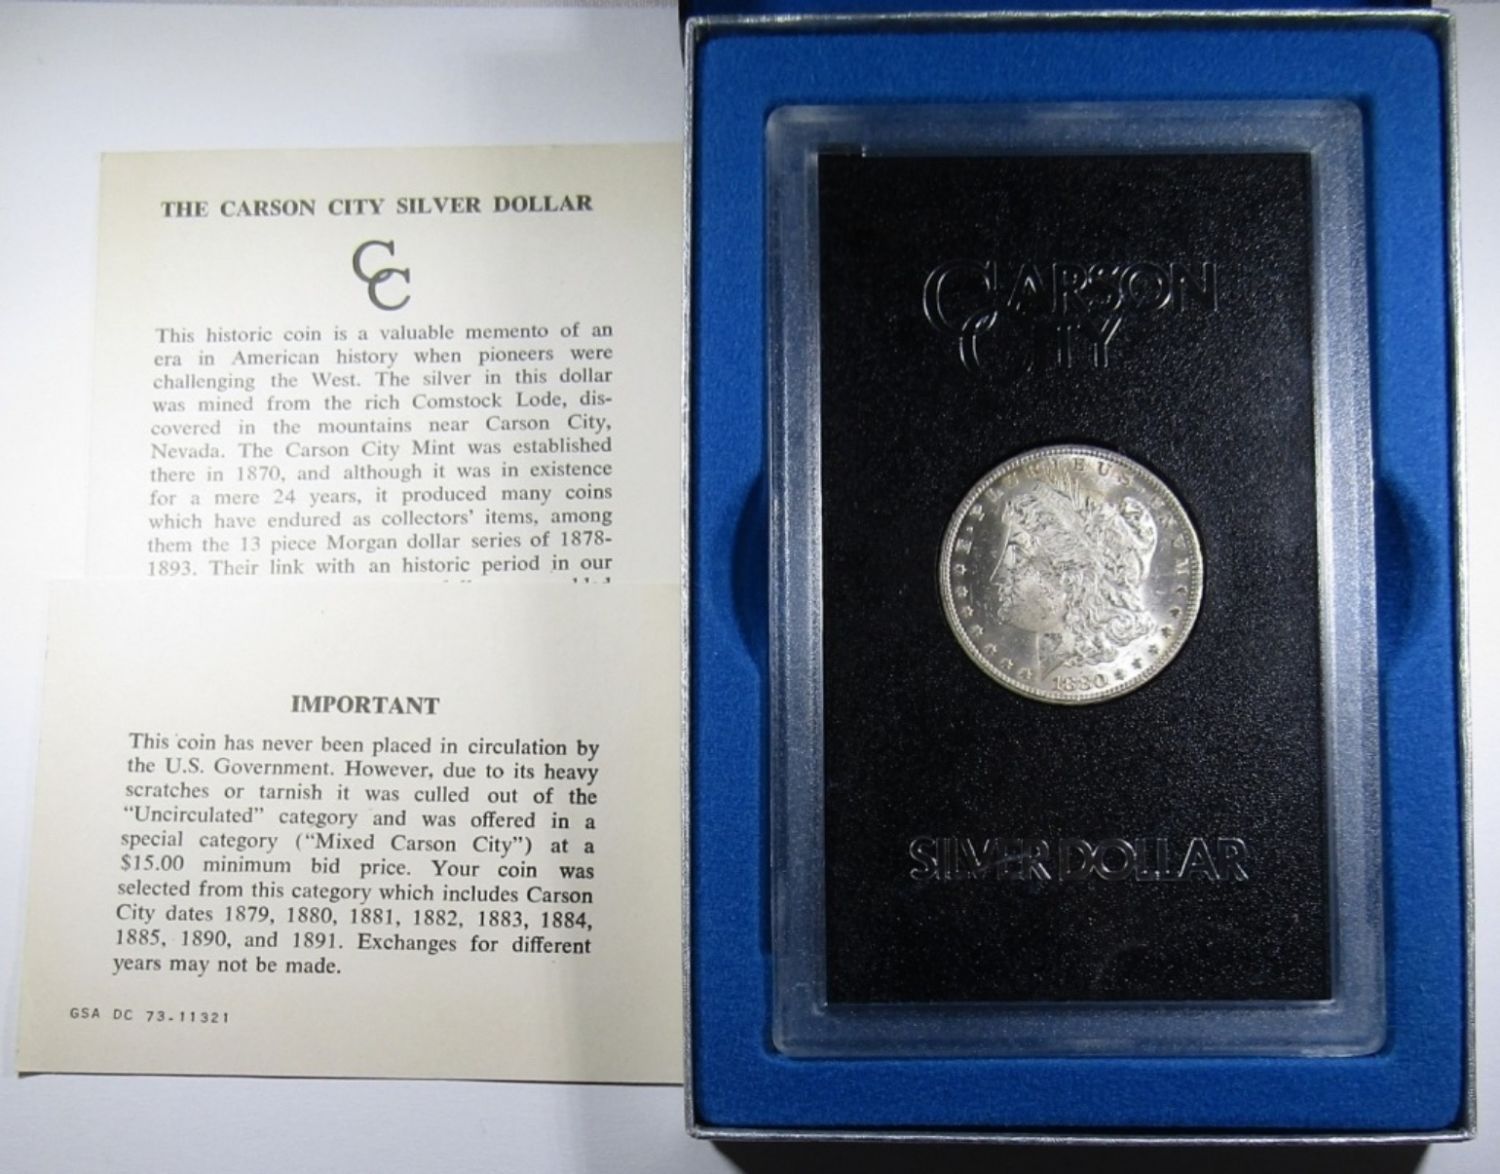 THE CARSON CITY SILVER DOLLAR
CC
This historic coin is a valuable memento of an
era in American history when pioneers were
challenging the West. The silver in this dollar
was mined from the rich Comstock Lode, dis-
covered in the mountains near Carson City,
Nevada. The Carson City Mint was established
there in 1870, and although it was in existence
for a mere 24 years, it produced many coins
which have endured as collectors' items, among
them the 13 piece Morgan dollar series of 1878-
1893. Their link with an historic period in our
IMPORTANT
This coin has never been placed in circulation by
the U.S. Government. However, due to its heavy
scratches or tarnish it was culled out of the
“Uncirculated” category and was offered in a
special category (“Mixed Carson City”) at a
$15.00 minimum bid price. Your coin was
selected from this category which includes Carson
City dates 1879, 1880, 1881, 1882, 1883, 1884,
1885, 1890, and 1891. Exchanges for different
years may not be made.
GSA DC 73-11321
CARSON
CITY
E·PLURIBUS·UNUM
1880
SILVER DOLLAR